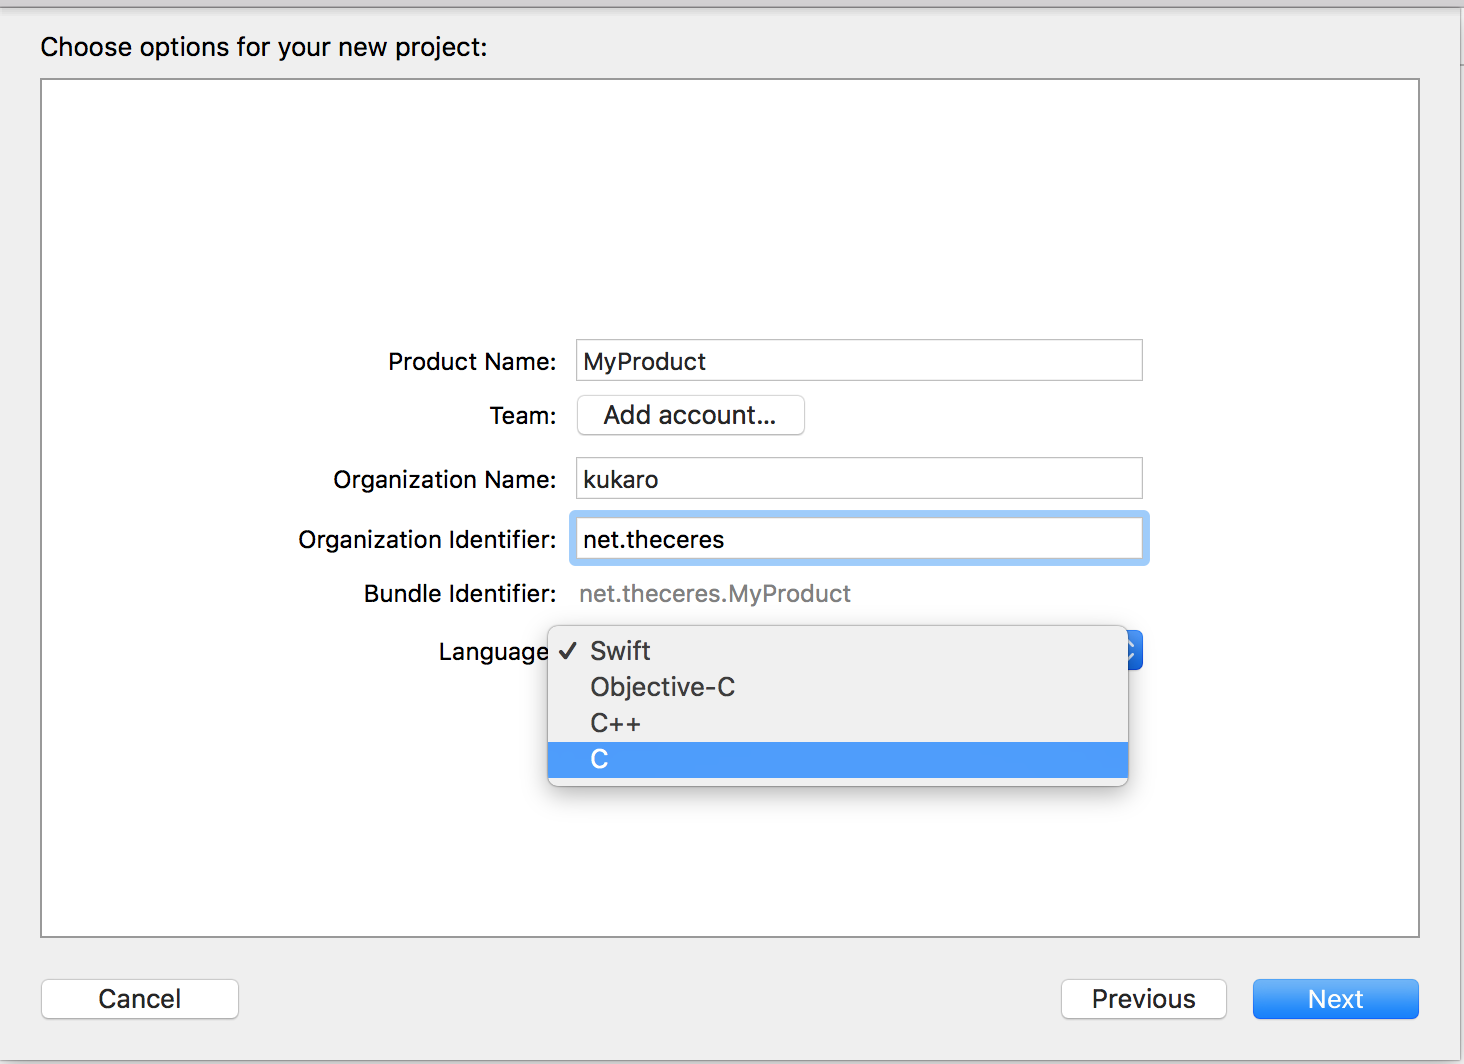 Choose options for your new project:
Product Name: MyProduct
Team: Add account...
Organization Name: kukaro
Organization Identifier: net.theceres
Bundle Identifier: net.theceres.MyProduct
Language ✓ Swift
Objective-C
C++
C
Cancel Previous Next